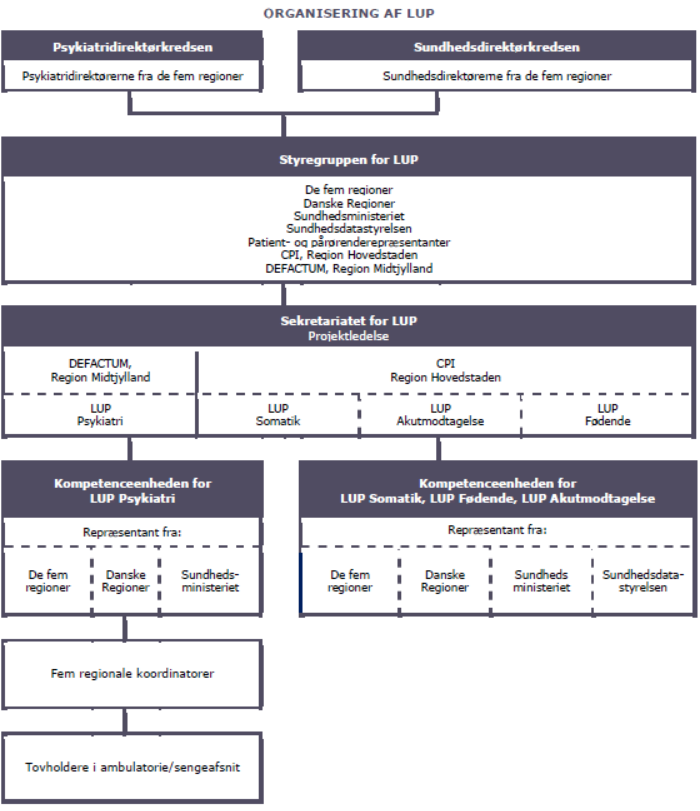 ORGANISERING AF LUP
Psykiatridirektørkredsen
Psykiatridirektørerne fra de fem regioner
Sundhedsdirektørkredsen
Sundhedsdirektørerne fra de fem regioner
Styregruppen for LUP
De fem regioner
Danske Regioner
Sundhedsministeriet
Sundhedsdatastyrelsen
Patient- og pårørenderepræsentanter
CPI, Region Hovedstaden
DEFACTUM, Region Midtjylland
Sekretariatet for LUP
Projektledelse
DEFACTUM,
Region Midtjylland
CPI
Region Hovedstaden
LUP
Psykiatri
LUP
Somatik
LUP
Akutmodtagelse
LUP
Fødende
Kompetenceenheden for
LUP Psykiatri
Repræsentant fra:
De fem
regioner
Danske
Regioner
Sundheds-
ministeriet
Kompetenceenheden for
LUP Somatik, LUP Fødende, LUP Akutmodtagelse
Repræsentant fra:
De fem
regioner
Danske
Regioner
Sundheds
ministeriet
Sundhedsdata-
styrelsen
Fem regionale koordinatorer
Tovholdere i ambulatorie/sengeafsnit